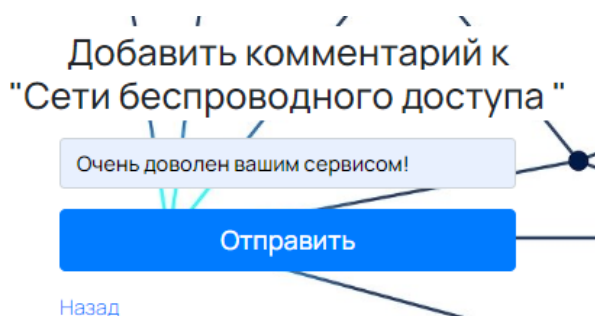 Добавить комментарий к
"Сети беспроводного доступа "
Очень доволен вашим сервисом!
Отправить
Назад